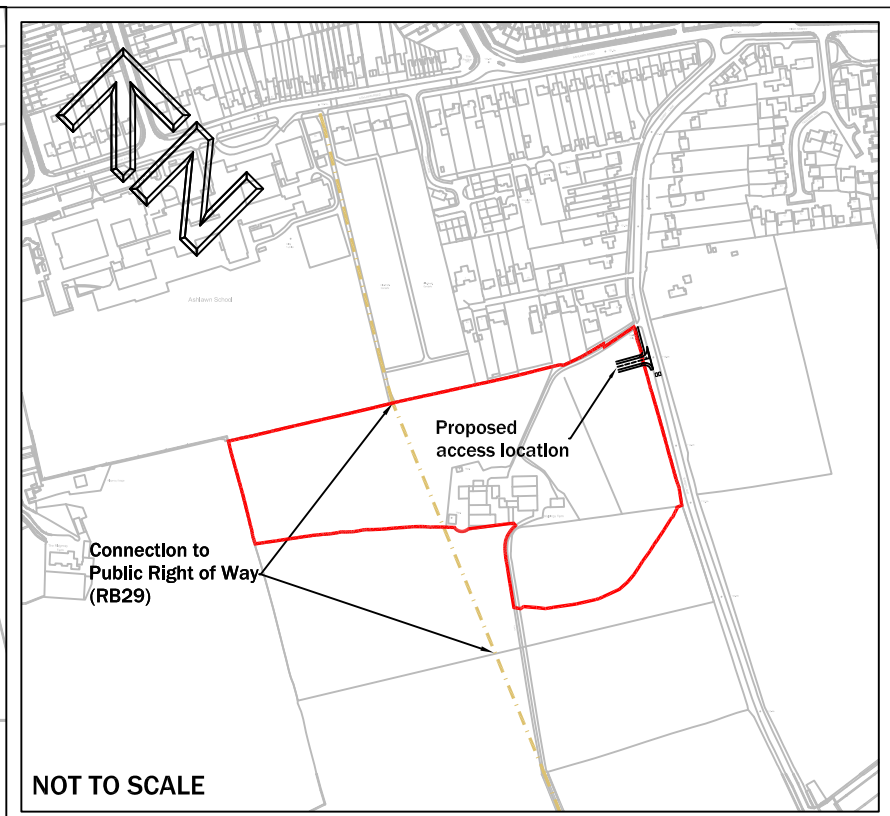 Ashlawn School
Proposed
access location
Connection to
Public Right of Way
(RB29)
NOT TO SCALE